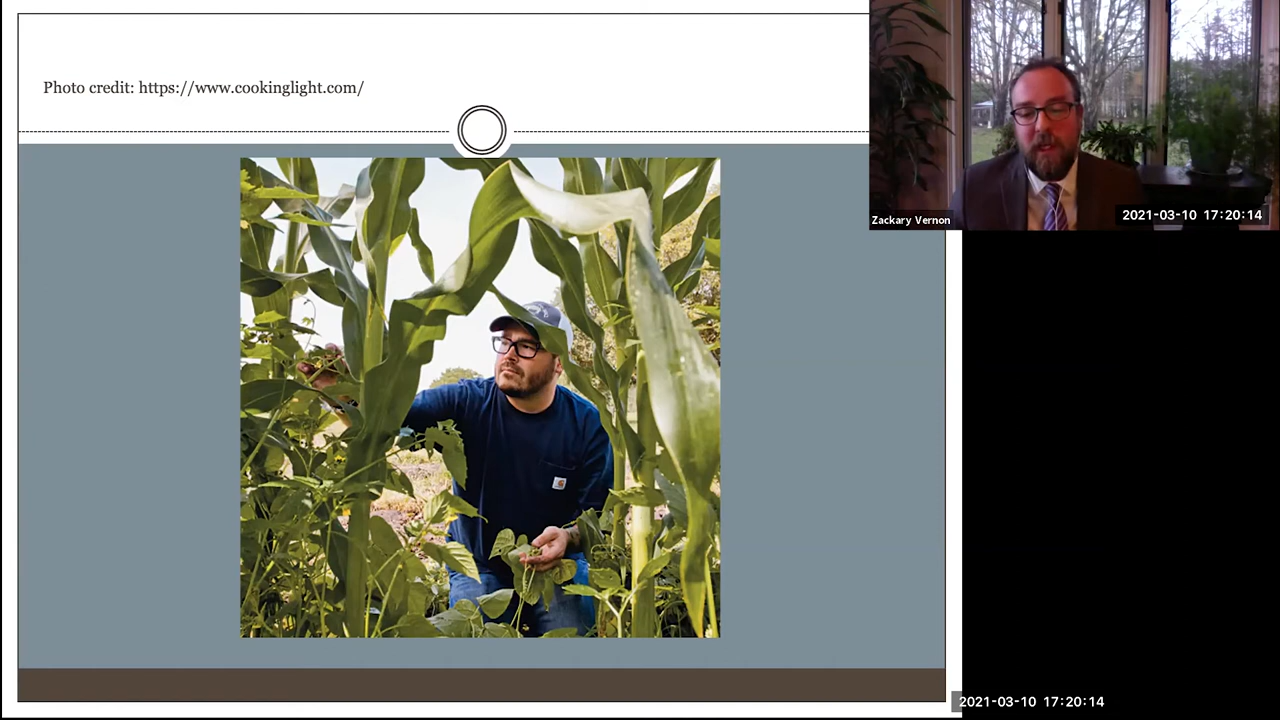 Photo credit: https://www.cookinglight.com/
Zackary Vernon
2021-03-10 17:20:14
2021-03-10 17:20:14